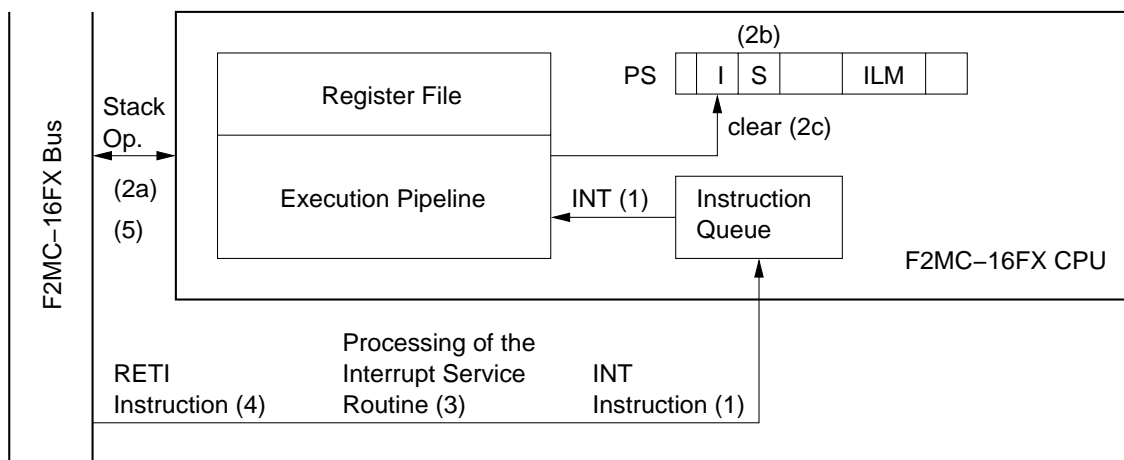 (2b)
PS
I
S
ILM
Register File
clear (2c)
Stack
Op.
(2a)
(5)
F2MC−16FX Bus
Execution Pipeline
INT (1)
Instruction
Queue
F2MC−16FX CPU
RETI
Instruction (4)
Processing of the
Interrupt Service
Routine (3)
INT
Instruction (1)